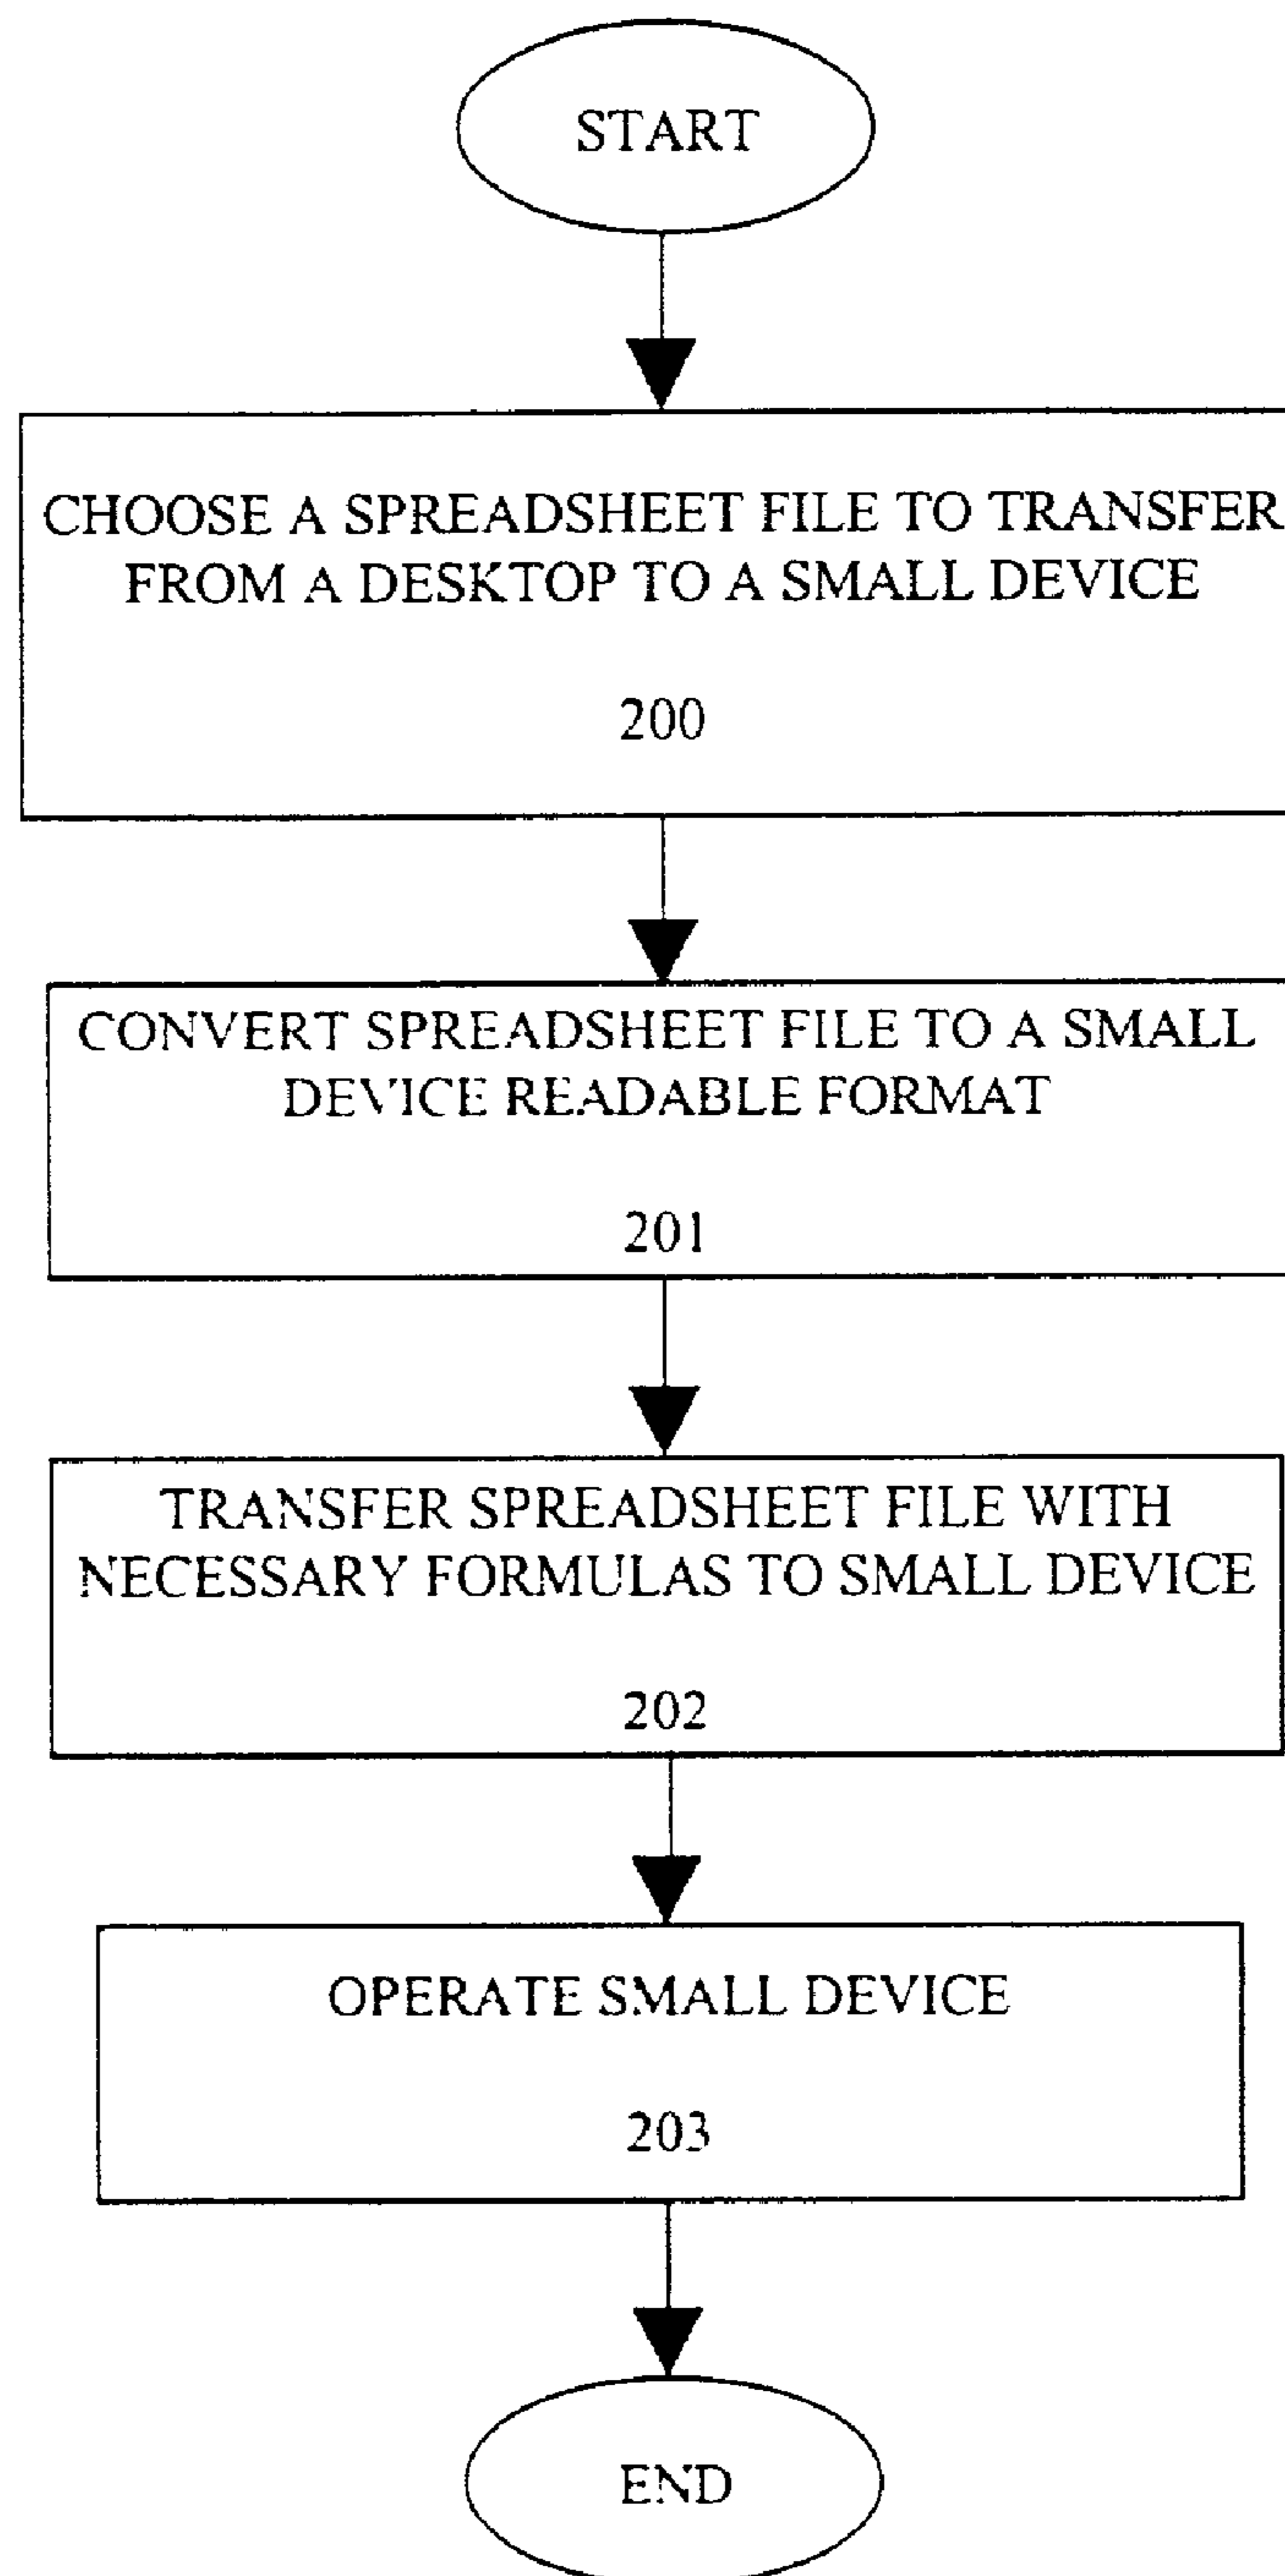 START
CHOOSE A SPREADSHEET FILE TO TRANSFER
FROM A DESKTOP TO A SMALL DEVICE
200
CONVERT SPREADSHEET FILE TO A SMALL
DEVICE READABLE FORMAT
201
TRANSFER SPREADSHEET FILE WITH
NECESSARY FORMULAS TO SMALL DEVICE
202
OPERATE SMALL DEVICE
203
END